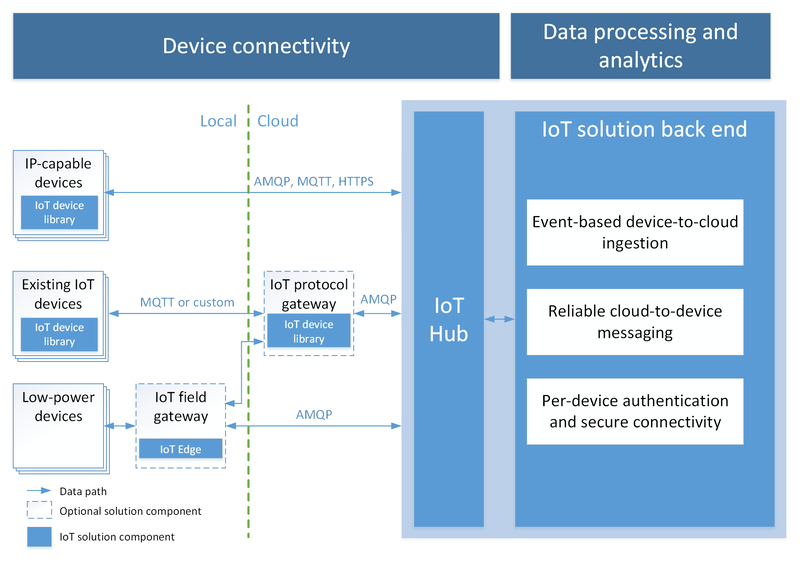 Device connectivity
Data processing and
analytics
Local
Cloud
IoT solution back end
IP-capable
devices
IoT device
library
AMQP, MQTT, HTTPS
Event-based device-to-cloud
ingestion
Existing IoT
devices
IoT device
library
MQTT or custom
IoT protocol
gateway
IoT device
library
AMQP
IoT
Hub
Reliable cloud-to-device
messaging
Low-power
devices
IoT field
gateway
IoT Edge
AMQP
Per-device authentication
and secure connectivity
Data path
Optional solution component
IoT solution component